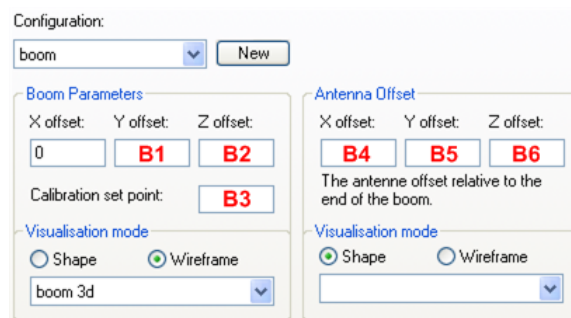 Configuration:
boom New
Boom Parameters Antenna Offset
X offset: Y offset: Z offset: X offset: Y offset: Z offset:
0 B1 B2 B4 B5 B6
Calibration set point: B3
The antenne offset relative to the
end of the boom.
Visualisation mode Visualisation mode
Shape Wireframe Shape Wireframe
boom 3d